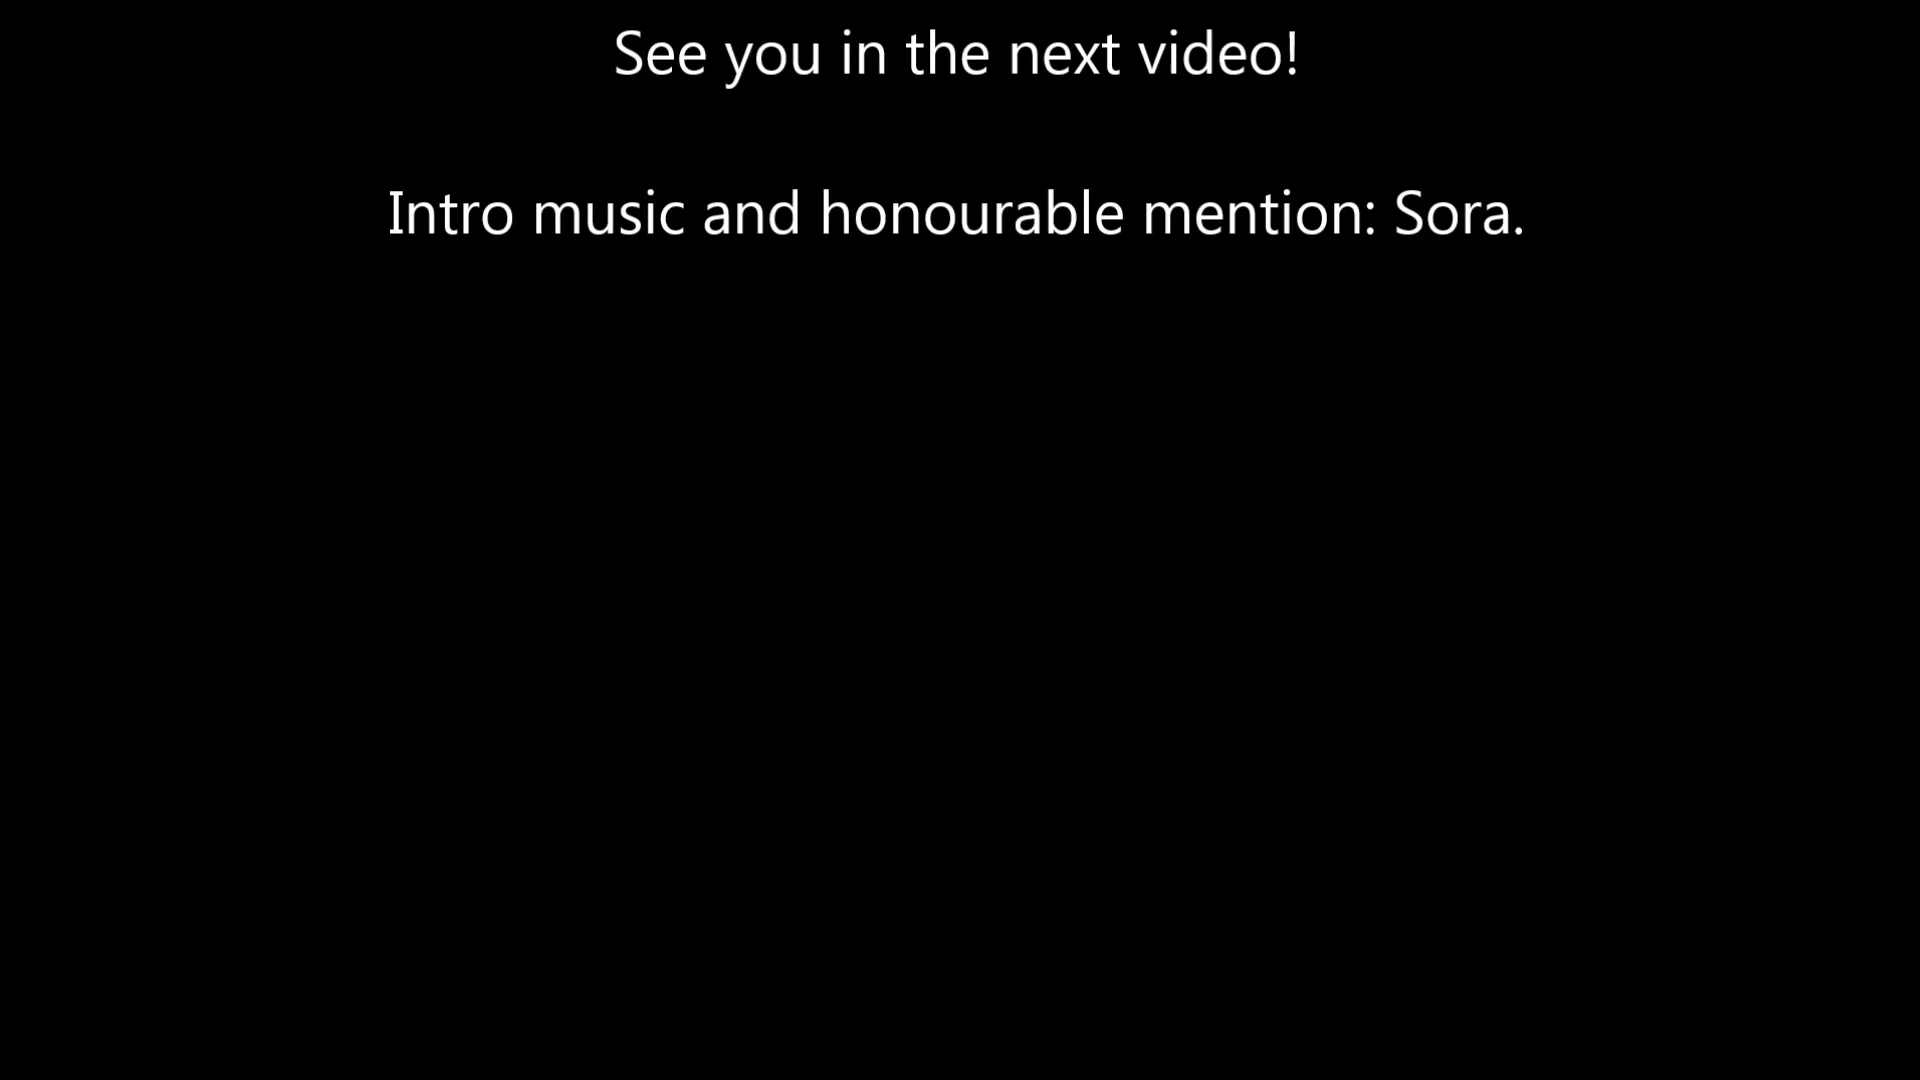 See you in the next video!
Intro music and honourable mention: Sora.